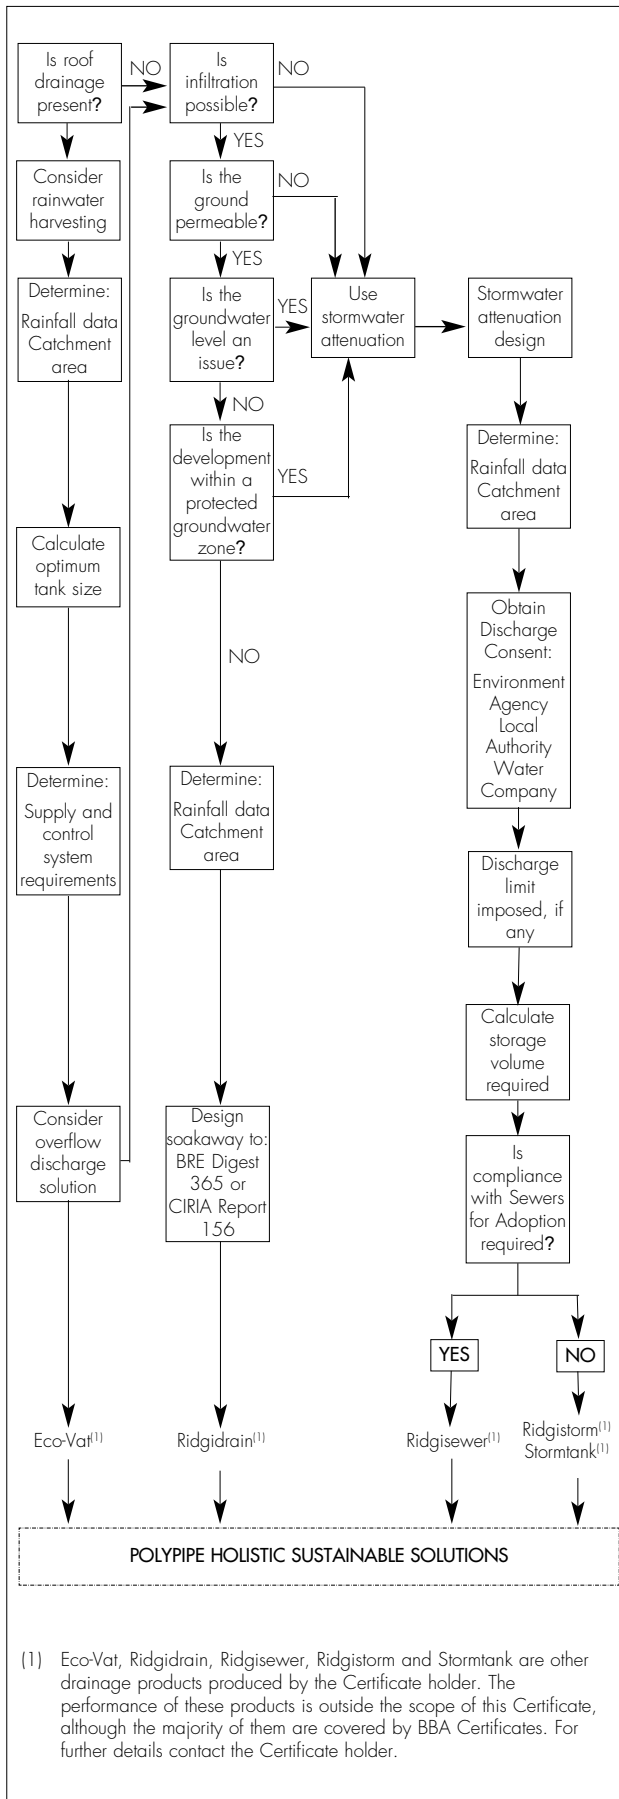 Is roof
drainage
present?
NO
Is
infiltration
possible?
NO
YES
Consider
rainwater
harvesting
Is the
ground
permeable?
NO
YES
Determine:
Rainfall data
Catchment
area
Is the
groundwater
level an
issue?
YES
Use
stormwater
attenuation
Stormwater
attenuation
design
NO
Is the
development
within a
protected
groundwater
zone?
YES
Determine:
Rainfall data
Catchment
area
Calculate
optimum
tank size
NO
Obtain
Discharge
Consent:
Environment
Agency
Local
Authority
Water
Company
Determine:
Supply and
control
system
requirements
Determine:
Rainfall data
Catchment
area
Discharge
limit
imposed, if
any
Calculate
storage
volume
required
Consider
overflow
discharge
solution
Design
soakaway to:
BRE Digest
365 or
CIRIA Report
156
Is
compliance
with Sewers
for Adoption
required?
YES
NO
Eco-Vat(1)
Ridgidrain(1)
Ridgisewer(1)
Ridgistorm(1)
Stormtank(1)
POLYPIPE HOLISTIC SUSTAINABLE SOLUTIONS
(1) Eco-Vat, Ridgidrain, Ridgisewer, Ridgistorm and Stormtank are other
drainage products produced by the Certificate holder. The
performance of these products is outside the scope of this Certificate,
although the majority of them are covered by BBA Certificates. For
further details contact the Certificate holder.